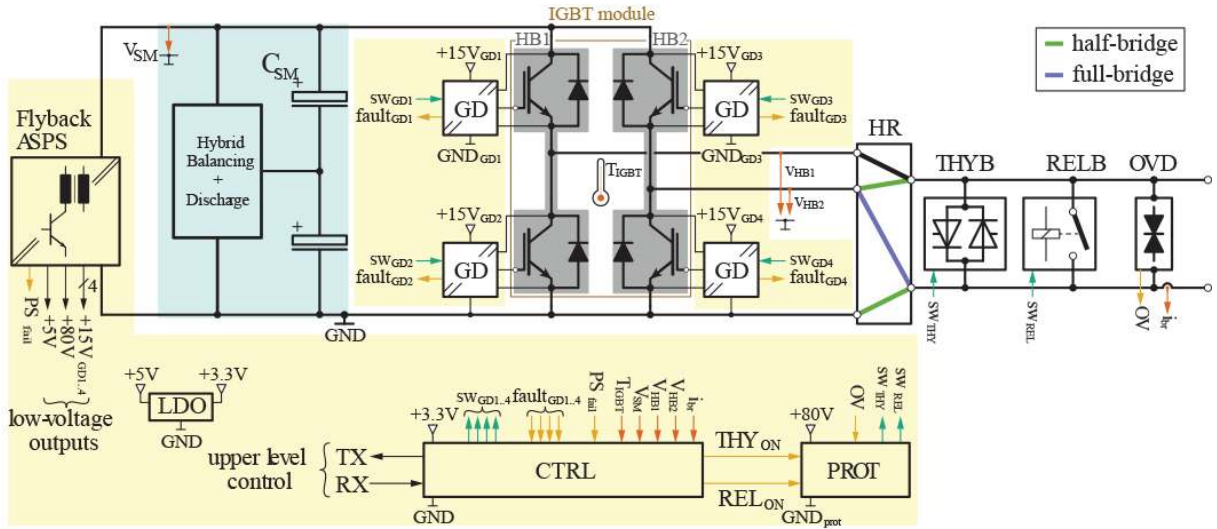 IGBT module
V_SM
C_SM
+
+
Hybrid
Balancing
+
Discharge
Flyback
ASPS
4
PS_fail
+5V
+80V
+15V_GD1..4
low-voltage
outputs
GND
HB1
HB2
+15V_GD1
sw_GD1
fault_GD1
GD
GND_GD1
+15V_GD3
sw_GD3
fault_GD3
GD
GND_GD3
T_IGBT
+15V_GD2
sw_GD2
fault_GD2
GD
+15V_GD4
sw_GD4
fault_GD4
GD
v_HB1
v_HB2
half-bridge
full-bridge
HR
THYB
RELB
OVD
sw_THY
sw_REL
OV
i_br
+5V
+3.3V
LDO
GND
upper level
control
TX
RX
+3.3V
sw_GD1..4
fault_GD1..4
PS_fail
T_IGBT
V_SM
V_HB1
V_HB2
i_br
CTRL
GND
THY_ON
REL_ON
+80V
OV
sw_THY
sw_REL
PROT
GND_prot